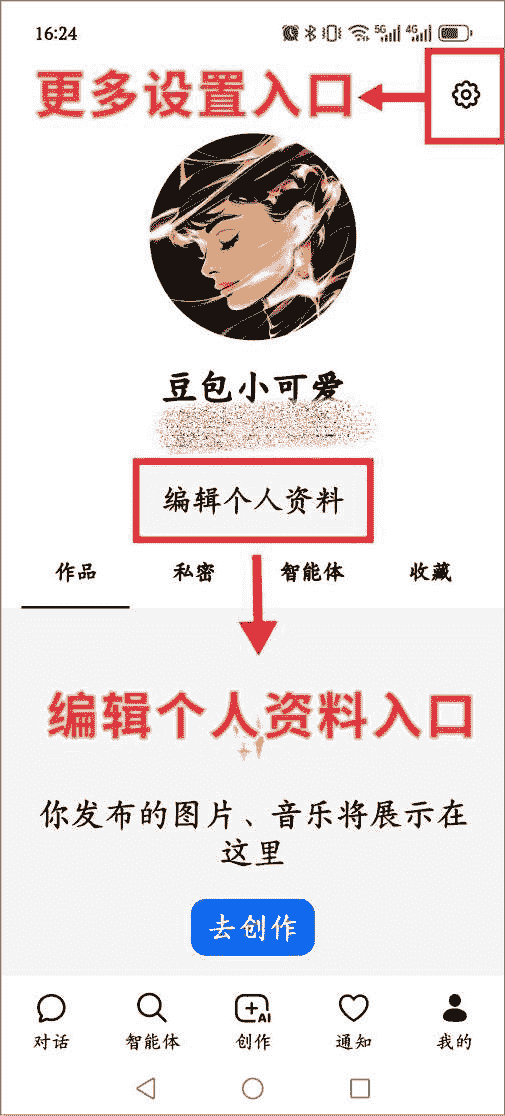 16:24
5G 4G
更多设置入口
豆包小可爱
编辑个人资料
作品 私密 智能体 收藏
编辑个人资料入口
你发布的图片、音乐将展示在
这里
去创作
AI
对话 智能体 创作 通知 我的